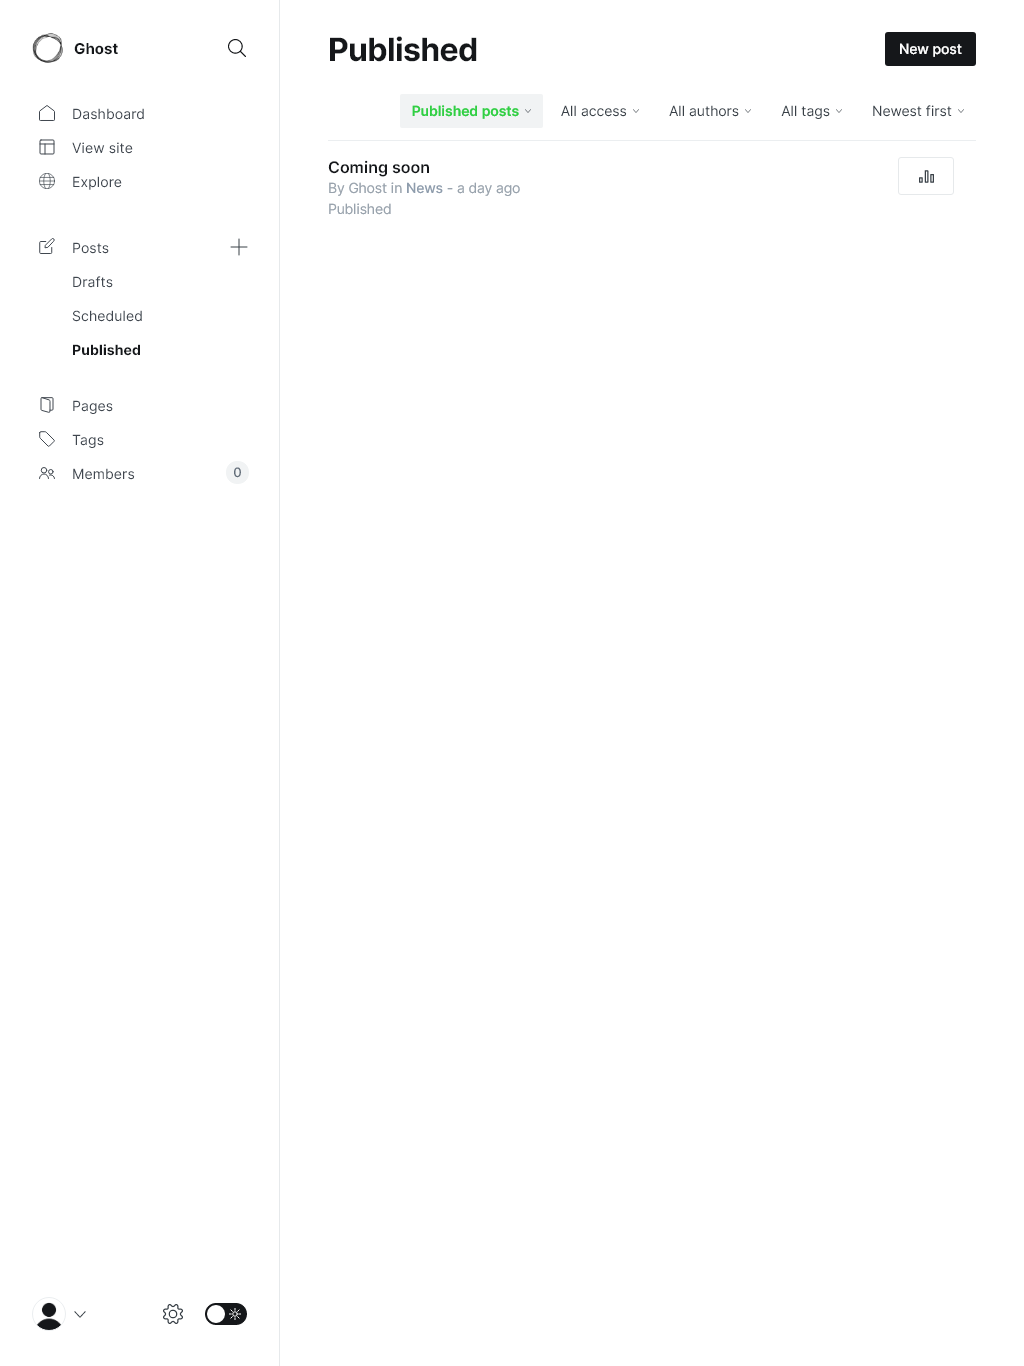 Ghost
Dashboard
View site
Explore
Posts
Drafts
Scheduled
Published
Pages
Tags
Members 0
Published
New post
Published posts All access All authors All tags Newest first
Coming soon
By Ghost in News - a day ago
Published